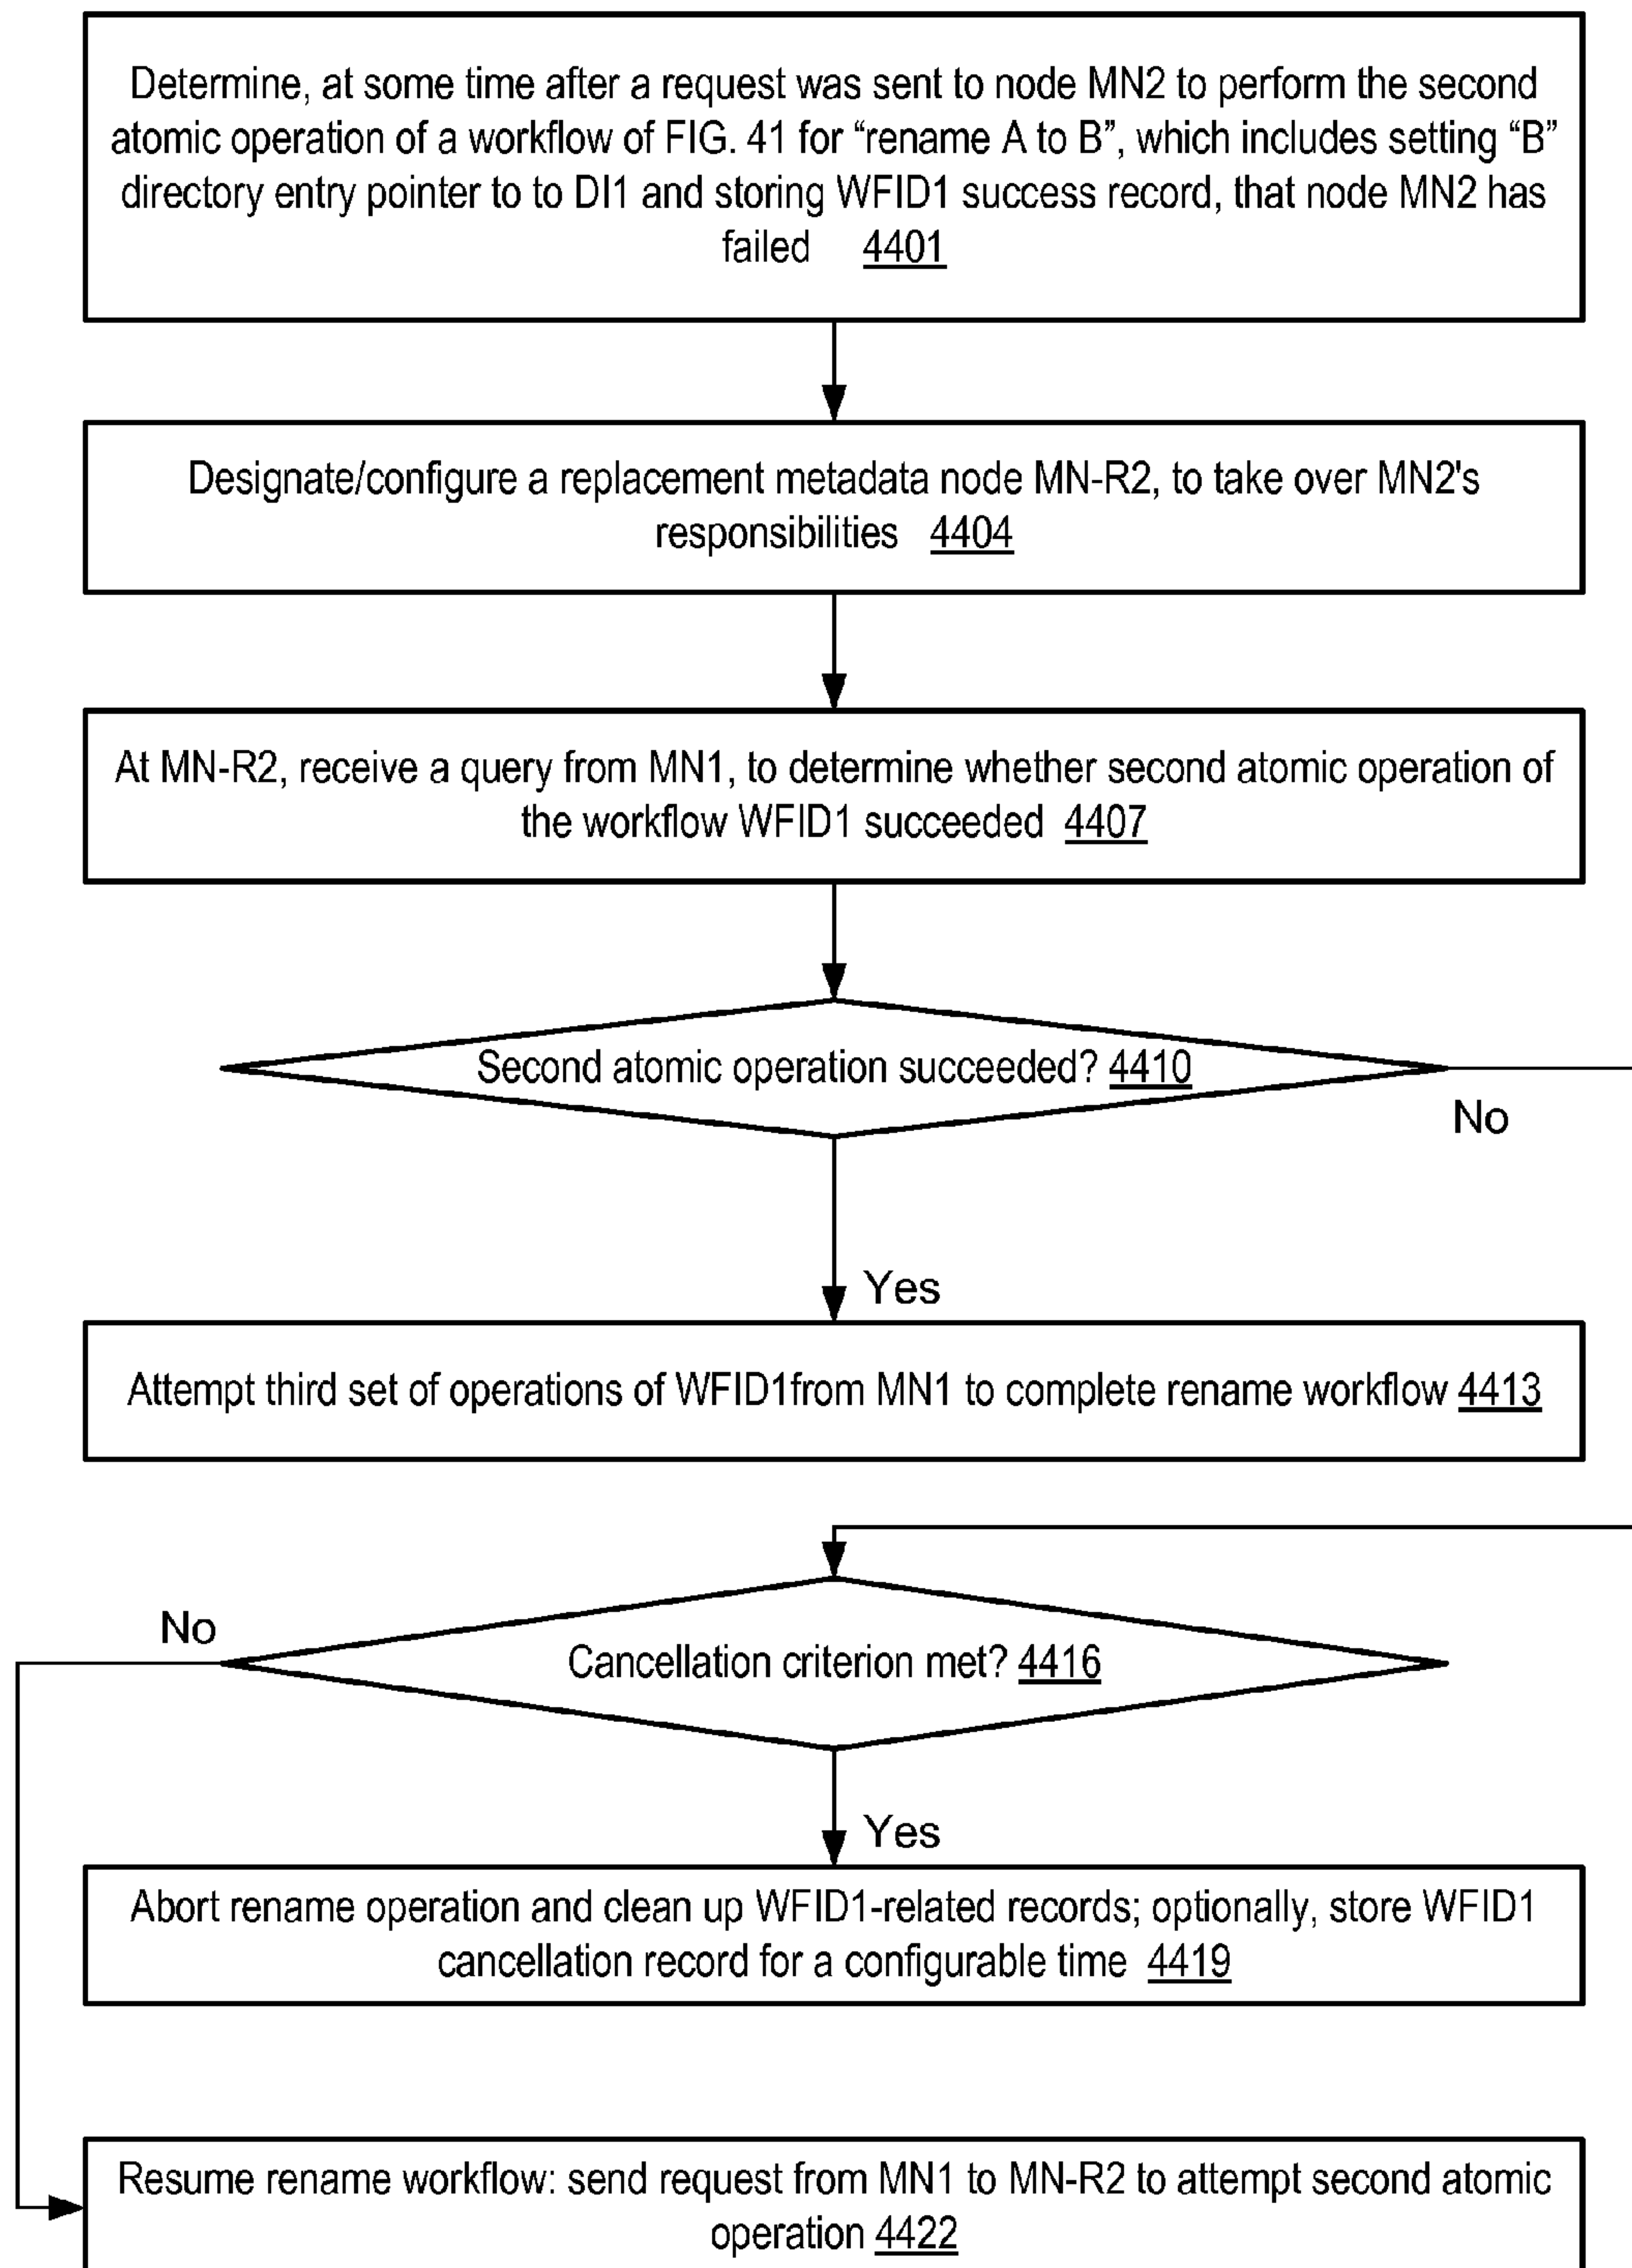 Determine, at some time after a request was sent to node MN2 to perform the second
atomic operation of a workflow of FIG. 41 for “rename A to B”, which includes setting “B”
directory entry pointer to to DI1 and storing WFID1 success record, that node MN2 has
failed 4401
Designate/configure a replacement metadata node MN-R2, to take over MN2's
responsibilities 4404
At MN-R2, receive a query from MN1, to determine whether second atomic operation of
the workflow WFID1 succeeded 4407
Second atomic operation succeeded? 4410
No
Yes
Attempt third set of operations of WFID1from MN1 to complete rename workflow 4413
No
Cancellation criterion met? 4416
Yes
Abort rename operation and clean up WFID1-related records; optionally, store WFID1
cancellation record for a configurable time 4419
Resume rename workflow: send request from MN1 to MN-R2 to attempt second atomic
operation 4422